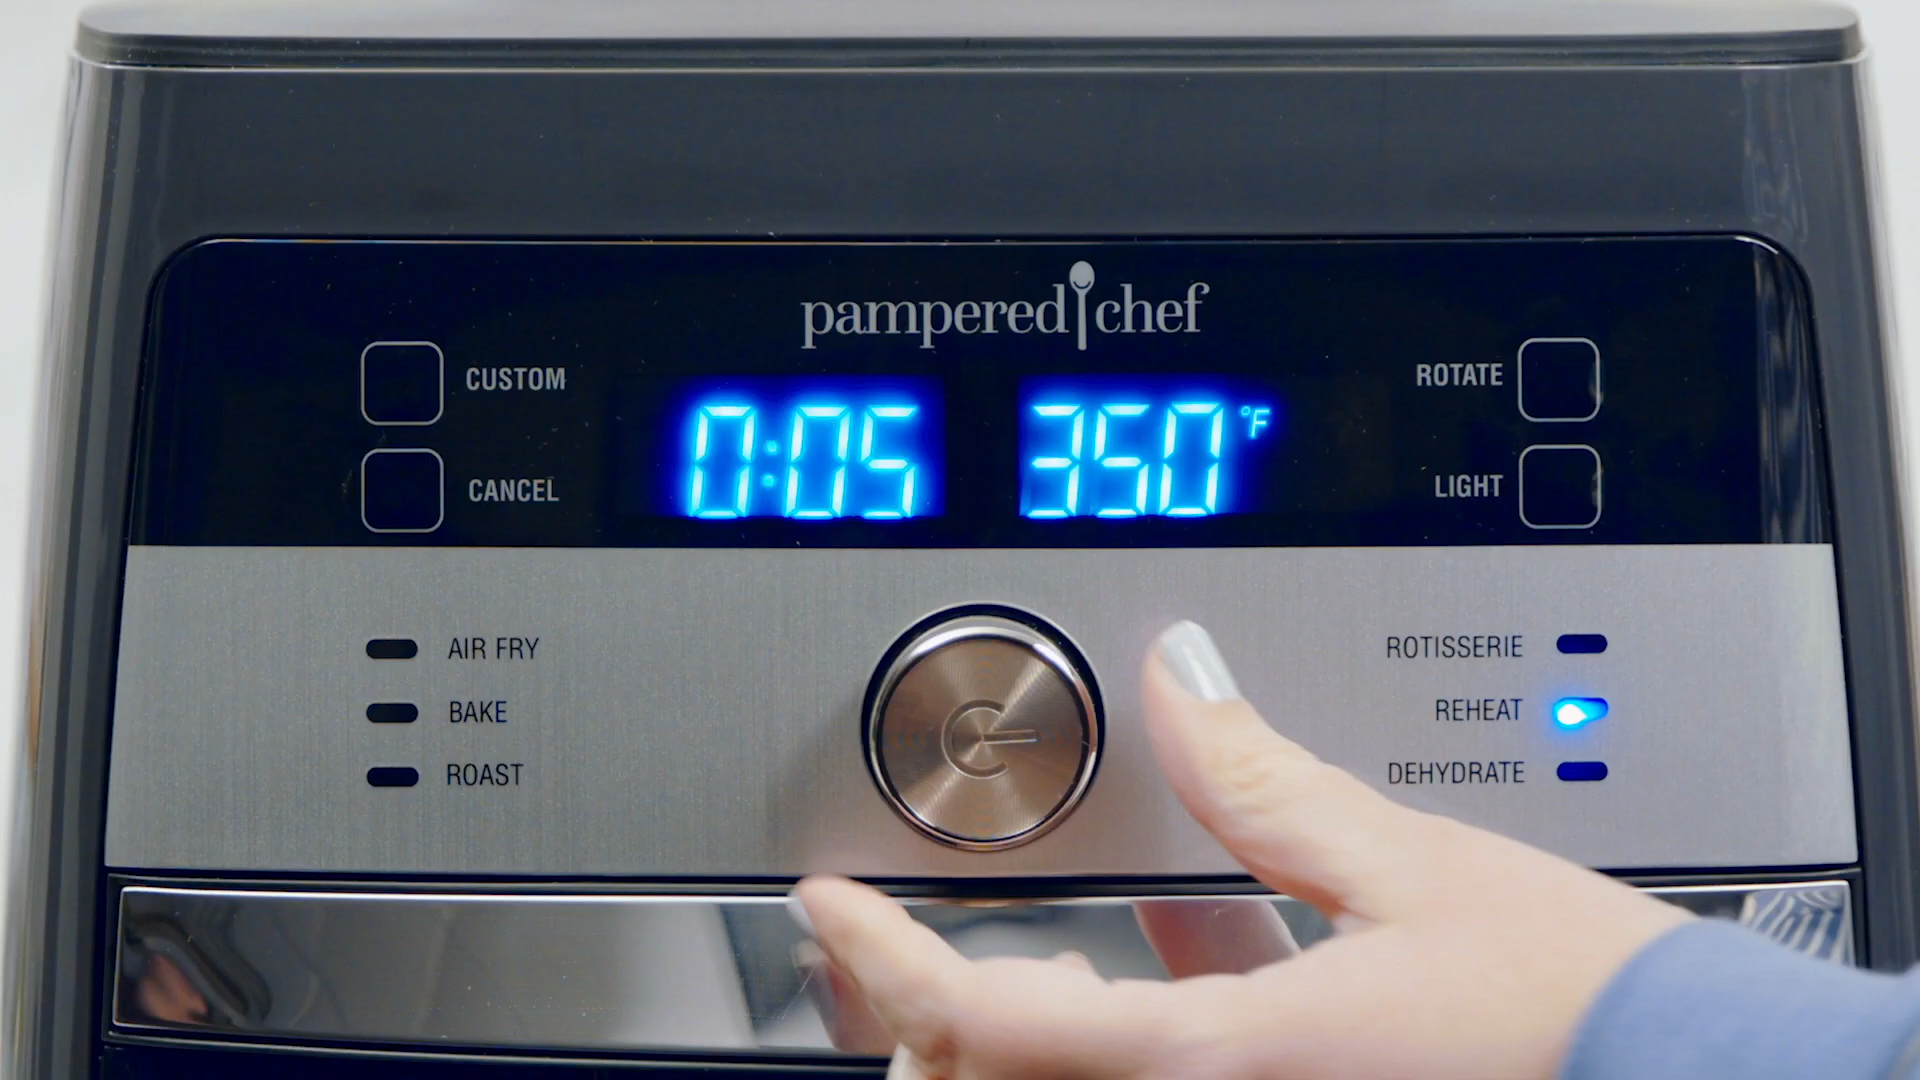 pampered chef
CUSTOM
0:05
350 °F
ROTATE
CANCEL
LIGHT
AIR FRY
ROTISSERIE
BAKE
REHEAT
ROAST
DEHYDRATE